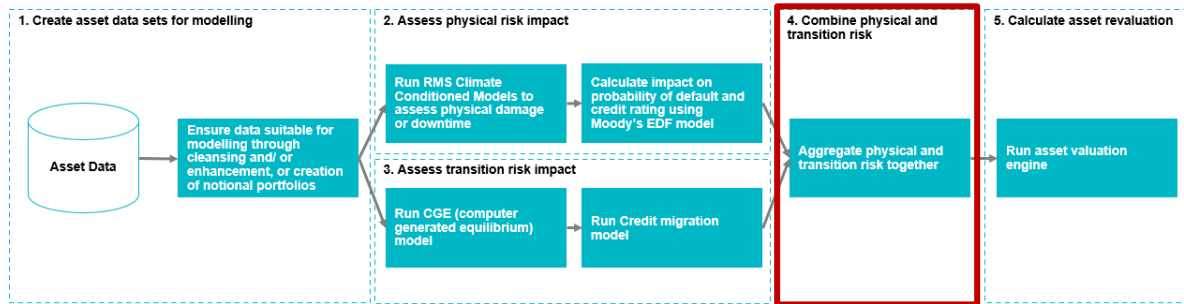 1. Create asset data sets for modelling
Asset Data
Ensure data suitable for
modelling through
cleansing and/ or
enhancement, or creation
of notional portfolios
2. Assess physical risk impact
Run RMS Climate
Conditioned Models to
assess physical damage
or downtime
Calculate impact on
probability of default and
credit rating using
Moody's EDF model
3. Assess transition risk impact
Run CGE (computer
generated equilibrium)
model
Run Credit migration
model
4. Combine physical and
transition risk
Aggregate physical and
transition risk together
5. Calculate asset revaluation
Run asset valuation
engine